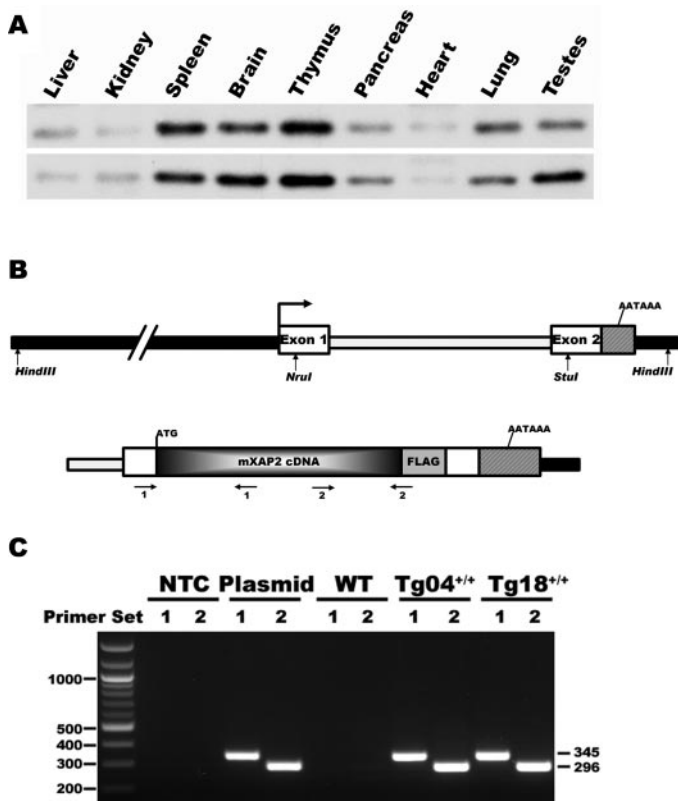 A
Liver Kidney Spleen Brain Thymus Pancreas Heart Lung Testes
B
AATAAA
Exon 1 Exon 2
HindIII NruI StuI HindIII
ATG AATAAA
mXAP2 cDNA FLAG
1 1 2 2
C
NTC Plasmid WT Tg04+/+ Tg18+/+
Primer Set 1 2 1 2 1 2 1 2 1 2
1000
500
400 345
300 296
200